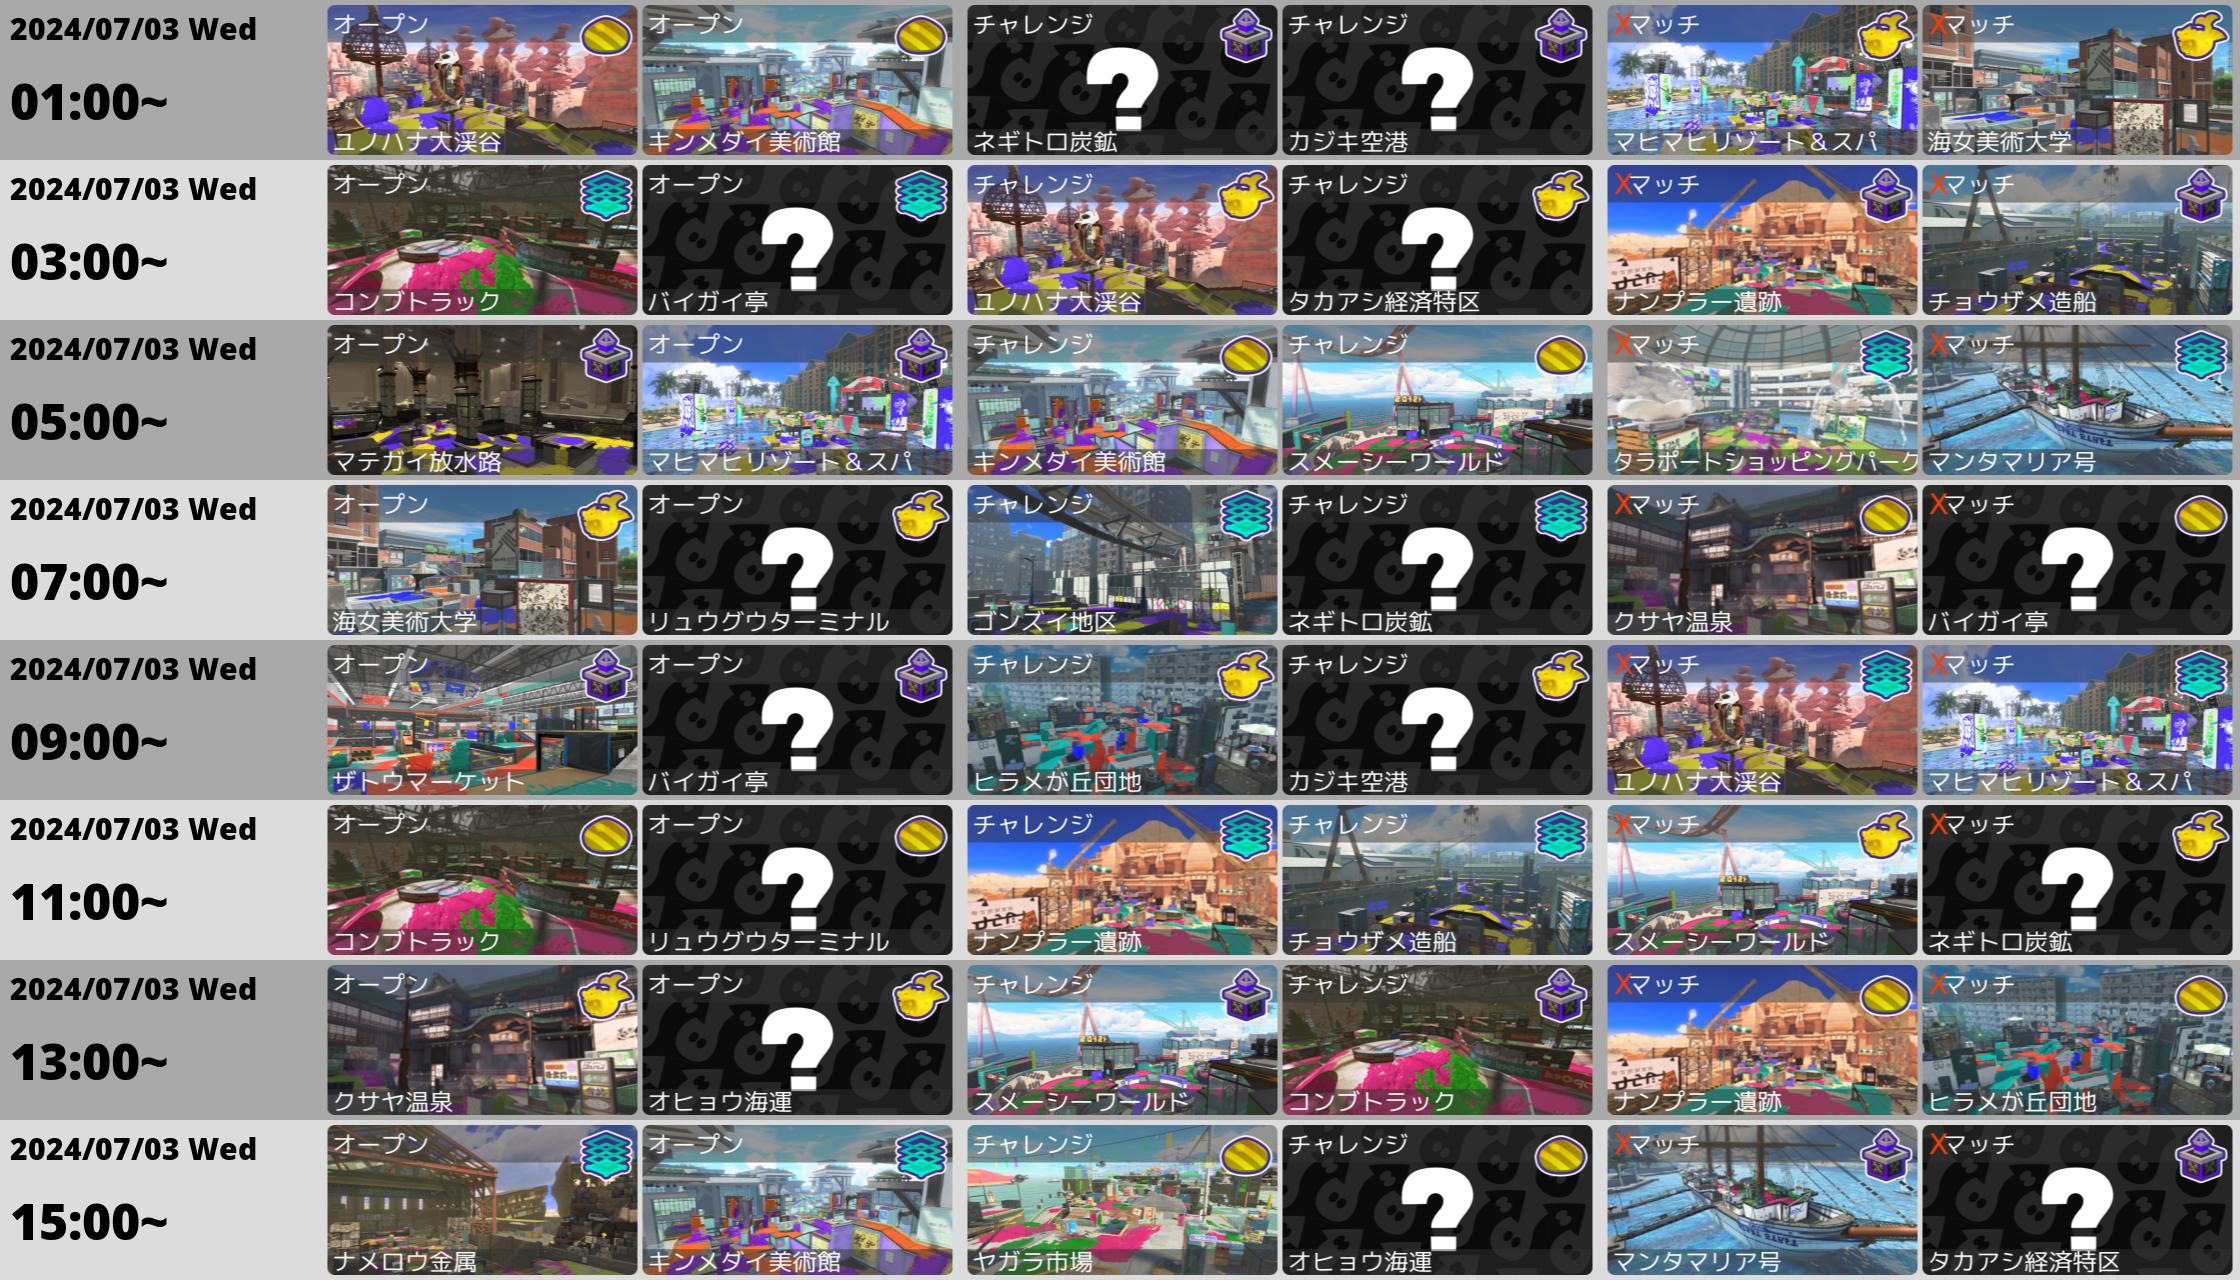 2024/07/03 Wed
01:00~
オープン
ユノハナ大渓谷
オープン
キンメダイ美術館
チャレンジ
ネギトロ炭鉱
チャレンジ
カジキ空港
Xマッチ
マヒマヒリゾート＆スパ
Xマッチ
海女美術大学
2024/07/03 Wed
03:00~
オープン
コンブトラック
オープン
バイガイ亭
チャレンジ
ユノハナ大渓谷
チャレンジ
タカアシ経済特区
Xマッチ
ナンプラー遺跡
Xマッチ
チョウザメ造船
2024/07/03 Wed
05:00~
オープン
マテガイ放水路
オープン
マヒマヒリゾート＆スパ
チャレンジ
キンメダイ美術館
チャレンジ
スメーシーワールド
Xマッチ
タラポートショッピングパーク
Xマッチ
マンタマリア号
2024/07/03 Wed
07:00~
オープン
海女美術大学
オープン
リュウグウターミナル
チャレンジ
ゴンズイ地区
チャレンジ
ネギトロ炭鉱
Xマッチ
クサヤ温泉
Xマッチ
バイガイ亭
2024/07/03 Wed
09:00~
オープン
ザトウマーケット
オープン
バイガイ亭
チャレンジ
ヒラメが丘団地
チャレンジ
カジキ空港
Xマッチ
ユノハナ大渓谷
Xマッチ
マヒマヒリゾート＆スパ
2024/07/03 Wed
11:00~
オープン
コンブトラック
オープン
リュウグウターミナル
チャレンジ
ナンプラー遺跡
チャレンジ
チョウザメ造船
Xマッチ
スメーシーワールド
Xマッチ
ネギトロ炭鉱
2024/07/03 Wed
13:00~
オープン
クサヤ温泉
オープン
オヒョウ海運
チャレンジ
スメーシーワールド
チャレンジ
コンブトラック
Xマッチ
ナンプラー遺跡
Xマッチ
ヒラメが丘団地
2024/07/03 Wed
15:00~
オープン
ナメロウ金属
オープン
キンメダイ美術館
チャレンジ
ヤガラ市場
チャレンジ
オヒョウ海運
Xマッチ
マンタマリア号
Xマッチ
タカアシ経済特区